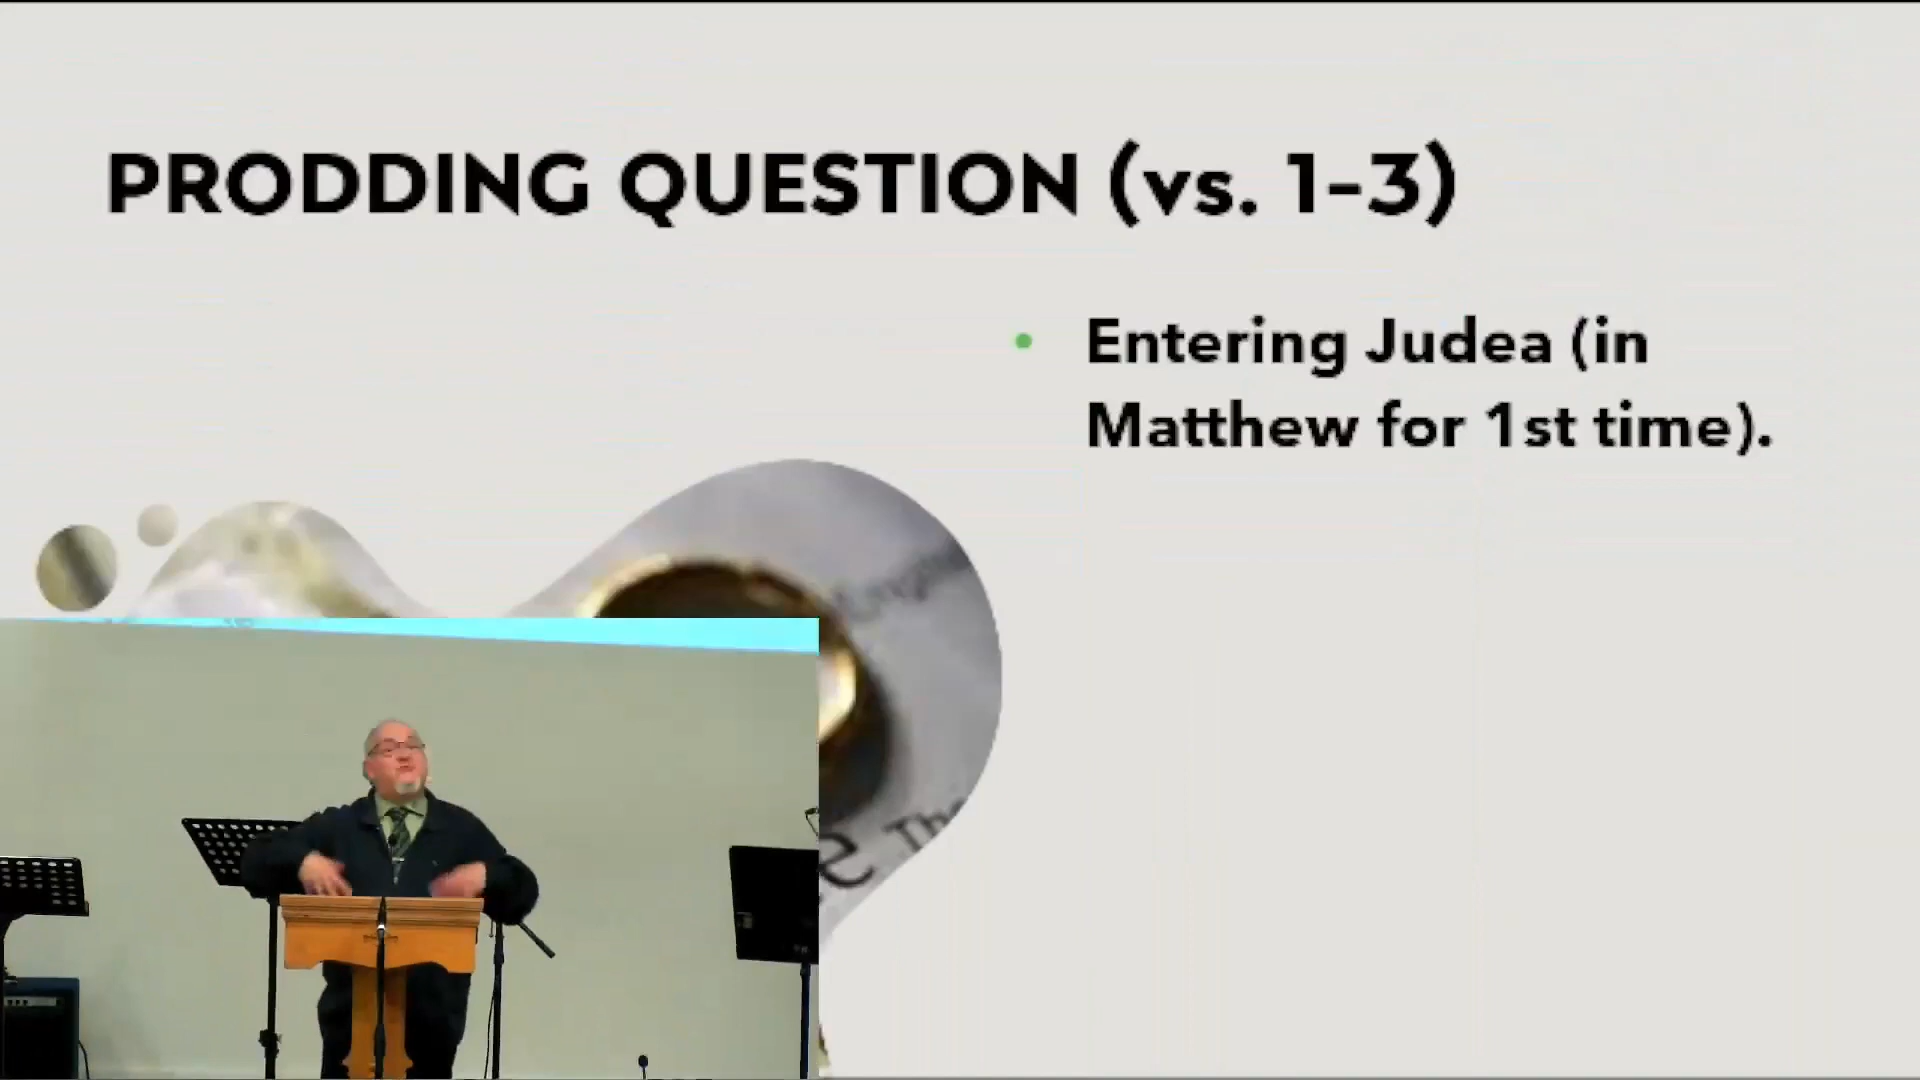 PRODDING QUESTION (vs. 1-3)
• Entering Judea (in
Matthew for 1st time).